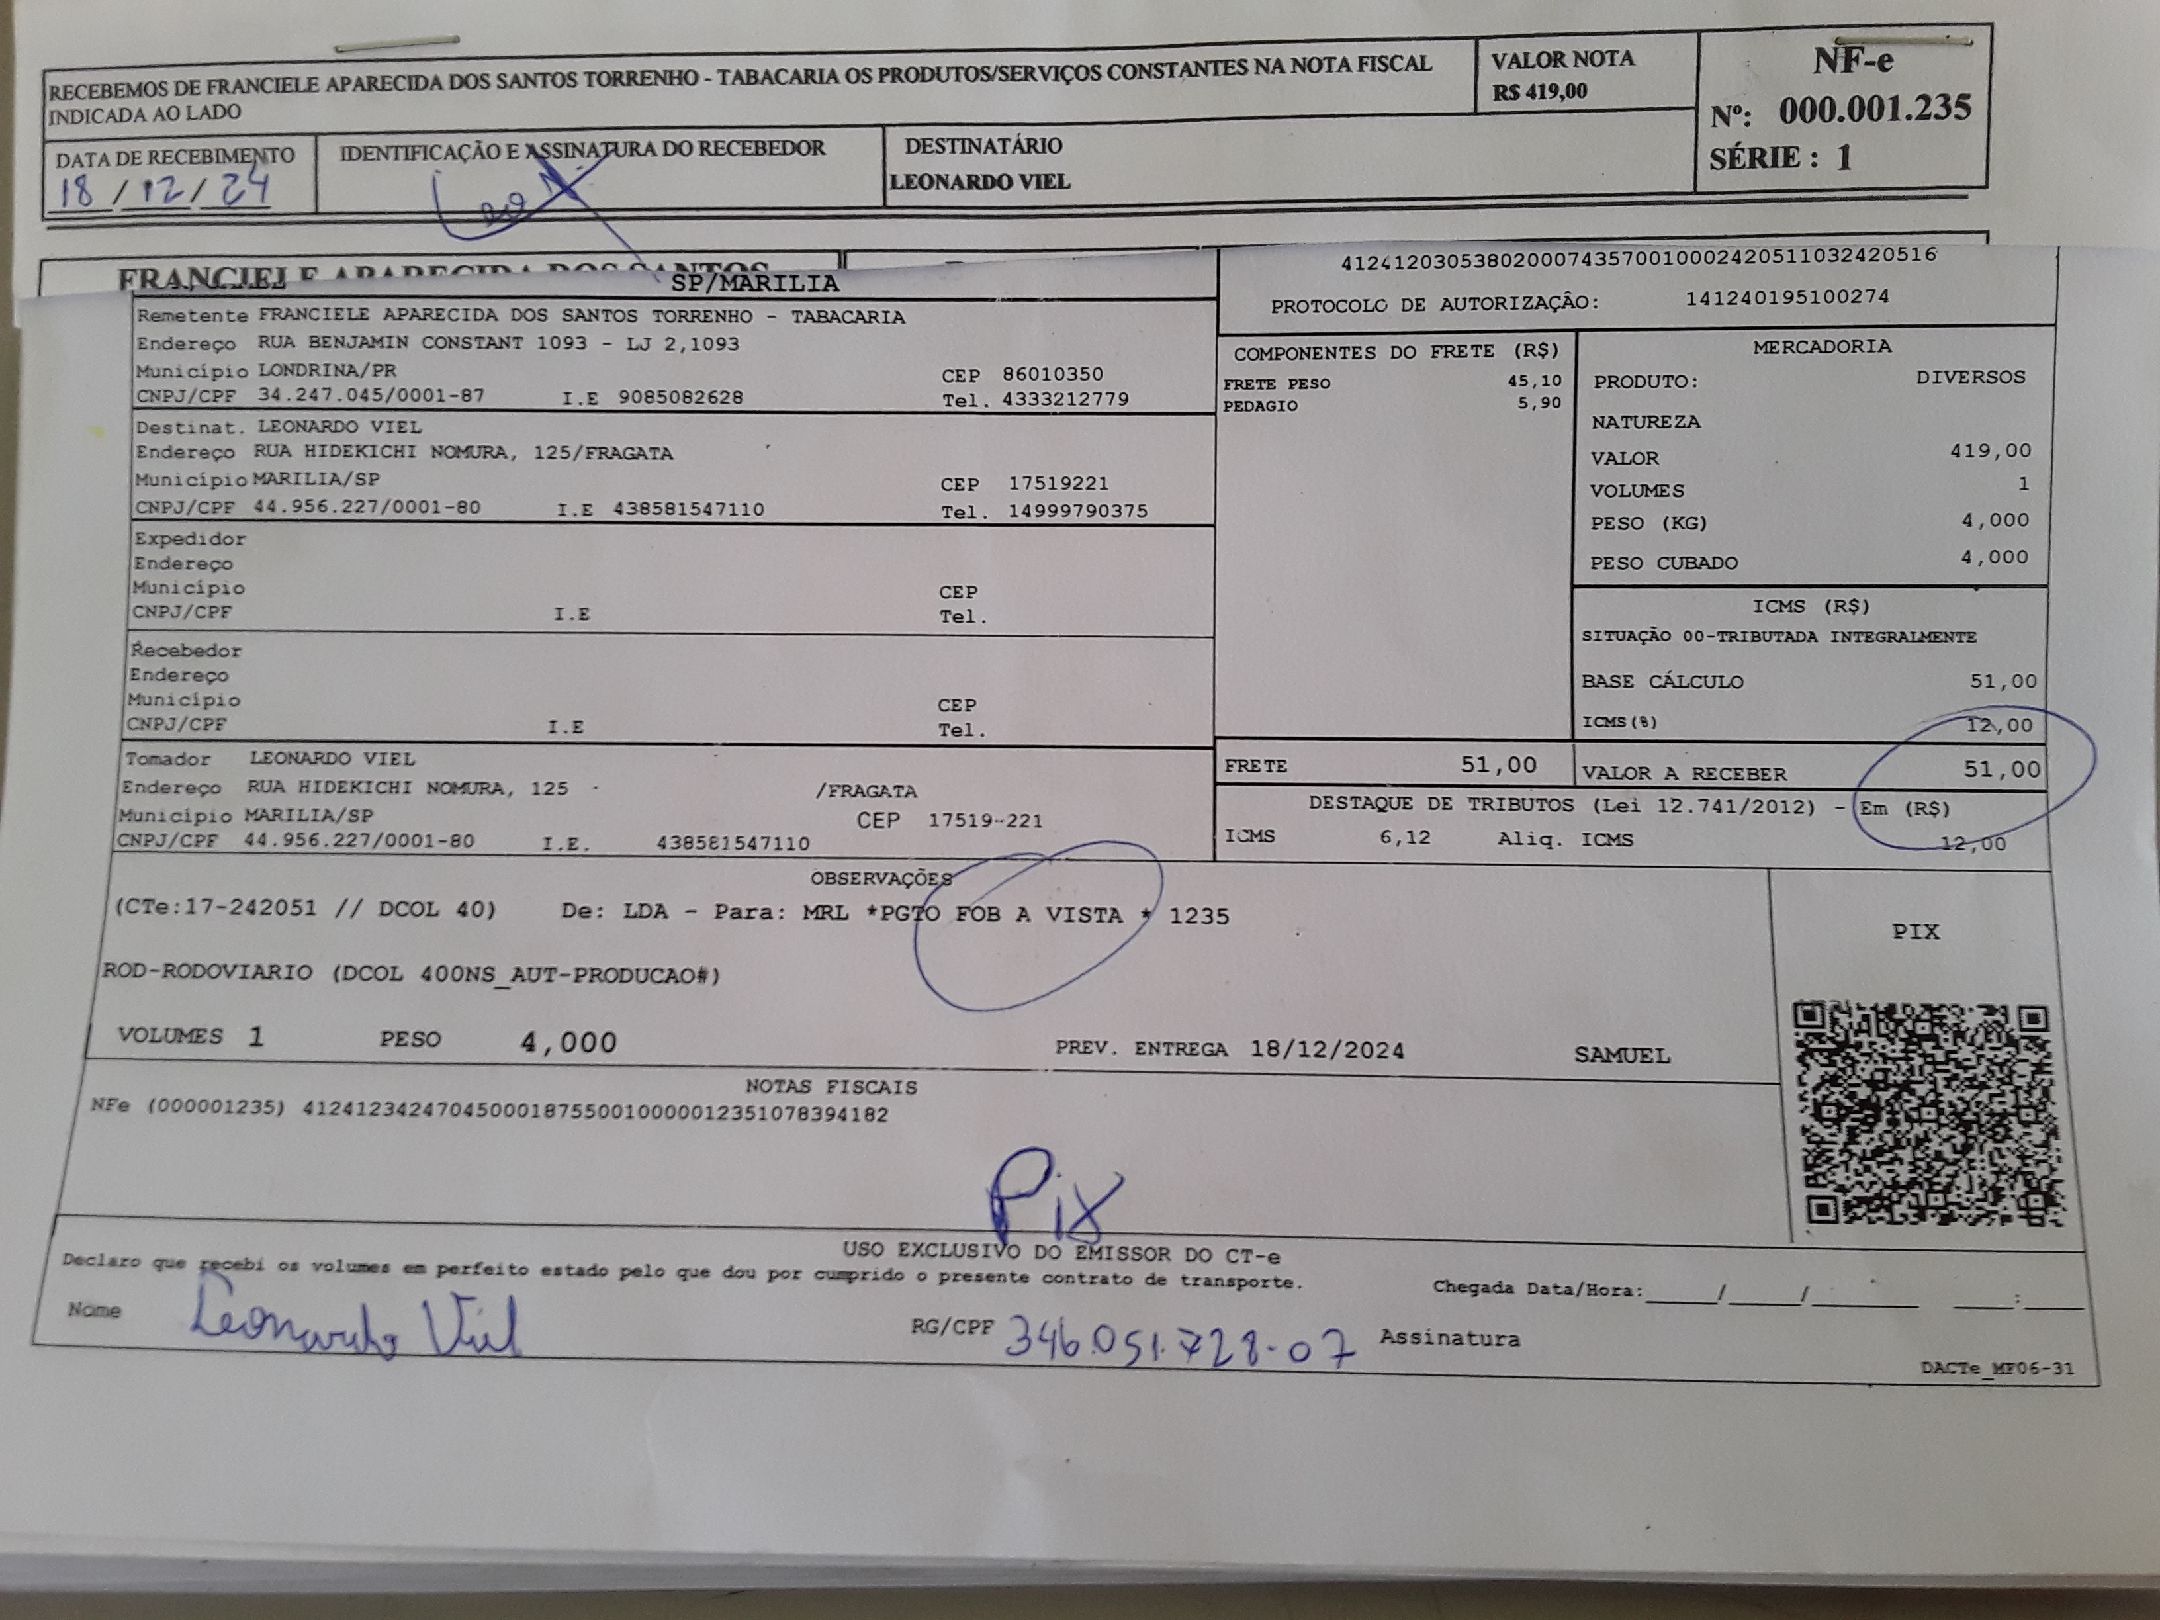 RECEBEMOS DE FRANCIELE APARECIDA DOS SANTOS TORRENHO - TABACARIA OS PRODUTOS/SERVIÇOS CONSTANTES NA NOTA FISCAL
INDICADA AO LADO
VALOR NOTA
R$ 419,00
NF-e
Nº: 000.001.235
SÉRIE : 1
DATA DE RECEBIMENTO
18/12/24
IDENTIFICAÇÃO E ASSINATURA DO RECEBEDOR
DESTINATÁRIO
LEONARDO VIEL
FRANCIELE APARECIDA DOS SANTOS
SP/MARILIA
41241203053802000743570010002420511032420516
PROTOCOLO DE AUTORIZAÇÃO: 141240195100274
Remetente FRANCIELE APARECIDA DOS SANTOS TORRENHO - TABACARIA
Endereço RUA BENJAMIN CONSTANT 1093 - LJ 2,1093
Município LONDRINA/PR CEP 86010350
CNPJ/CPF 34.247.045/0001-87 I.E 9085082628 Tel. 4333212779
Destinat. LEONARDO VIEL
Endereço RUA HIDEKICHI NOMURA, 125/FRAGATA
Município MARILIA/SP CEP 17519221
CNPJ/CPF 44.956.227/0001-80 I.E 438581547110 Tel. 14999790375
Expedidor
Endereço
Município CEP
CNPJ/CPF I.E Tel.
Recebedor
Endereço
Município CEP
CNPJ/CPF I.E Tel.
Tomador LEONARDO VIEL
Endereço RUA HIDEKICHI NOMURA, 125 /FRAGATA
Município MARILIA/SP CEP 17519-221
CNPJ/CPF 44.956.227/0001-80 I.E. 438581547110
COMPONENTES DO FRETE (R$)
FRETE PESO 45,10
PEDAGIO 5,90
MERCADORIA
PRODUTO: DIVERSOS
NATUREZA
VALOR 419,00
VOLUMES 1
PESO (KG) 4,000
PESO CUBADO 4,000
ICMS (R$)
SITUAÇÃO 00-TRIBUTADA INTEGRALMENTE
BASE CÁLCULO 51,00
ICMS(%) 12,00
FRETE 51,00 VALOR A RECEBER 51,00
DESTAQUE DE TRIBUTOS (Lei 12.741/2012) - Em (R$)
ICMS 6,12 Aliq. ICMS 12,00
OBSERVAÇÕES
(CTe:17-242051 // DCOL 40) De: LDA - Para: MRL *PGTO FOB A VISTA * 1235
ROD-RODOVIARIO (DCOL 400NS_AUT-PRODUCAO#)
VOLUMES 1 PESO 4,000 PREV. ENTREGA 18/12/2024 SAMUEL
PIX
NOTAS FISCAIS
NFe (000001235) 41241234247045000187550010000012351078394182
Pix
USO EXCLUSIVO DO EMISSOR DO CT-e
Declaro que recebi os volumes em perfeito estado pelo que dou por cumprido o presente contrato de transporte.
Chegada Data/Hora:_____/_____/_______ ____:____
Nome Leonardo Viel RG/CPF 346.051.728-07 Assinatura
DACTe_MF06-31